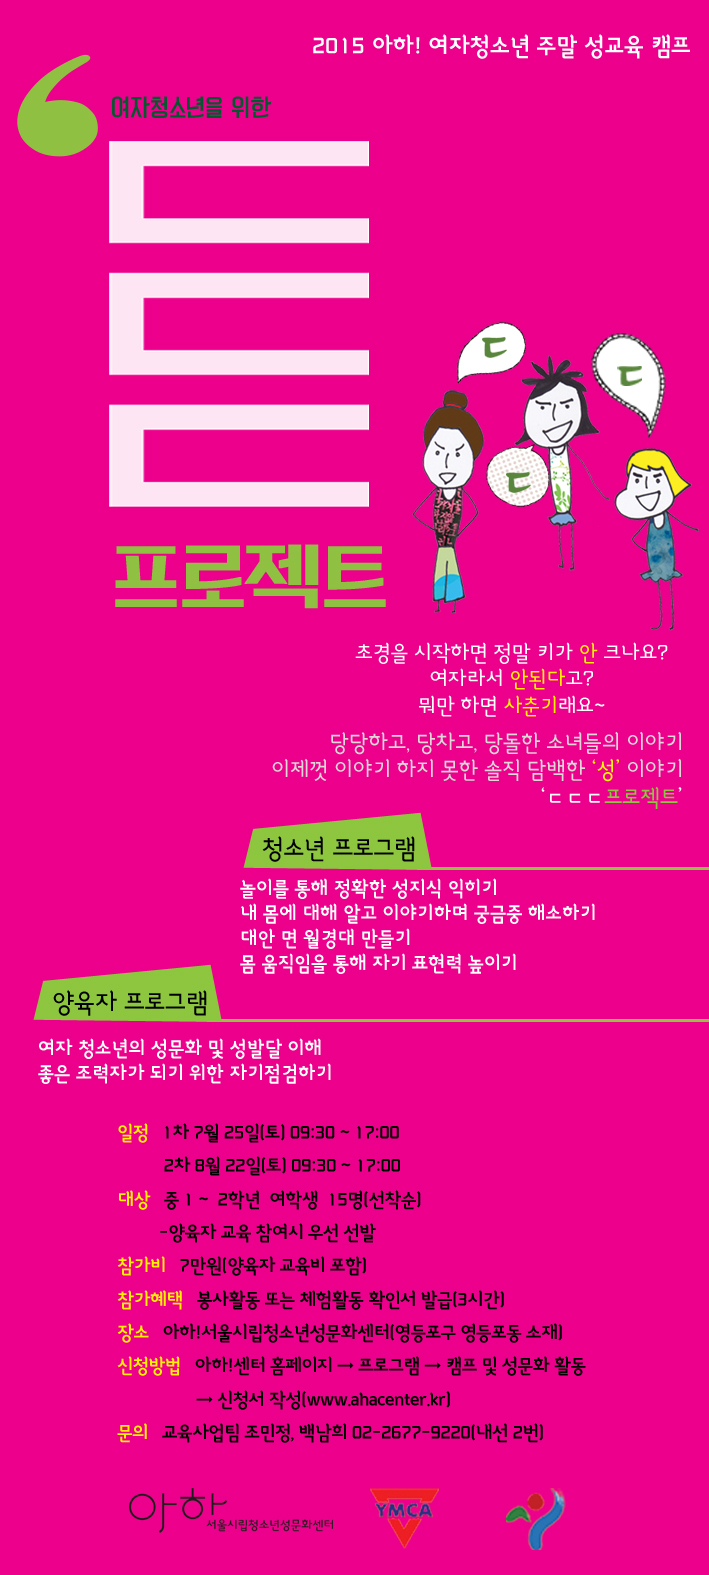 2015 아하! 여자청소년 주말 성교육 캠프
여자청소년을 위한
ㄷ
ㄷ
ㄷ
프로젝트
ㄷ
ㄷ
ㄷ
초경을 시작하면 정말 키가 안 크나요?
여자라서 안된다고?
뭐만 하면 사춘기래요~
당당하고, 당차고, 당돌한 소녀들의 이야기
이제껏 이야기 하지 못한 솔직 담백한 ‘성’ 이야기
‘ㄷㄷㄷ프로젝트’
청소년 프로그램
놀이를 통해 정확한 성지식 익히기
내 몸에 대해 알고 이야기하며 궁금중 해소하기
대안 면 월경대 만들기
몸 움직임을 통해 자기 표현력 높이기
양육자 프로그램
여자 청소년의 성문화 및 성발달 이해
좋은 조력자가 되기 위한 자기점검하기
일정 1차 7월 25일(토) 09:30 ~ 17:00
2차 8월 22일(토) 09:30 ~ 17:00
대상 중 1 ~ 2학년 여학생 15명(선착순)
-양육자 교육 참여시 우선 선발
참가비 7만원(양육자 교육비 포함)
참가혜택 봉사활동 또는 체험활동 확인서 발급(3시간)
장소 아하!서울시립청소년성문화센터(영등포구 영등포동 소재)
신청방법 아하!센터 홈페이지 → 프로그램 → 캠프 및 성문화 활동
→ 신청서 작성(www.ahacenter.kr)
문의 교육사업팀 조민정, 백남희 02-2677-9220(내선 2번)
아하 서울시립청소년성문화센터
YMCA